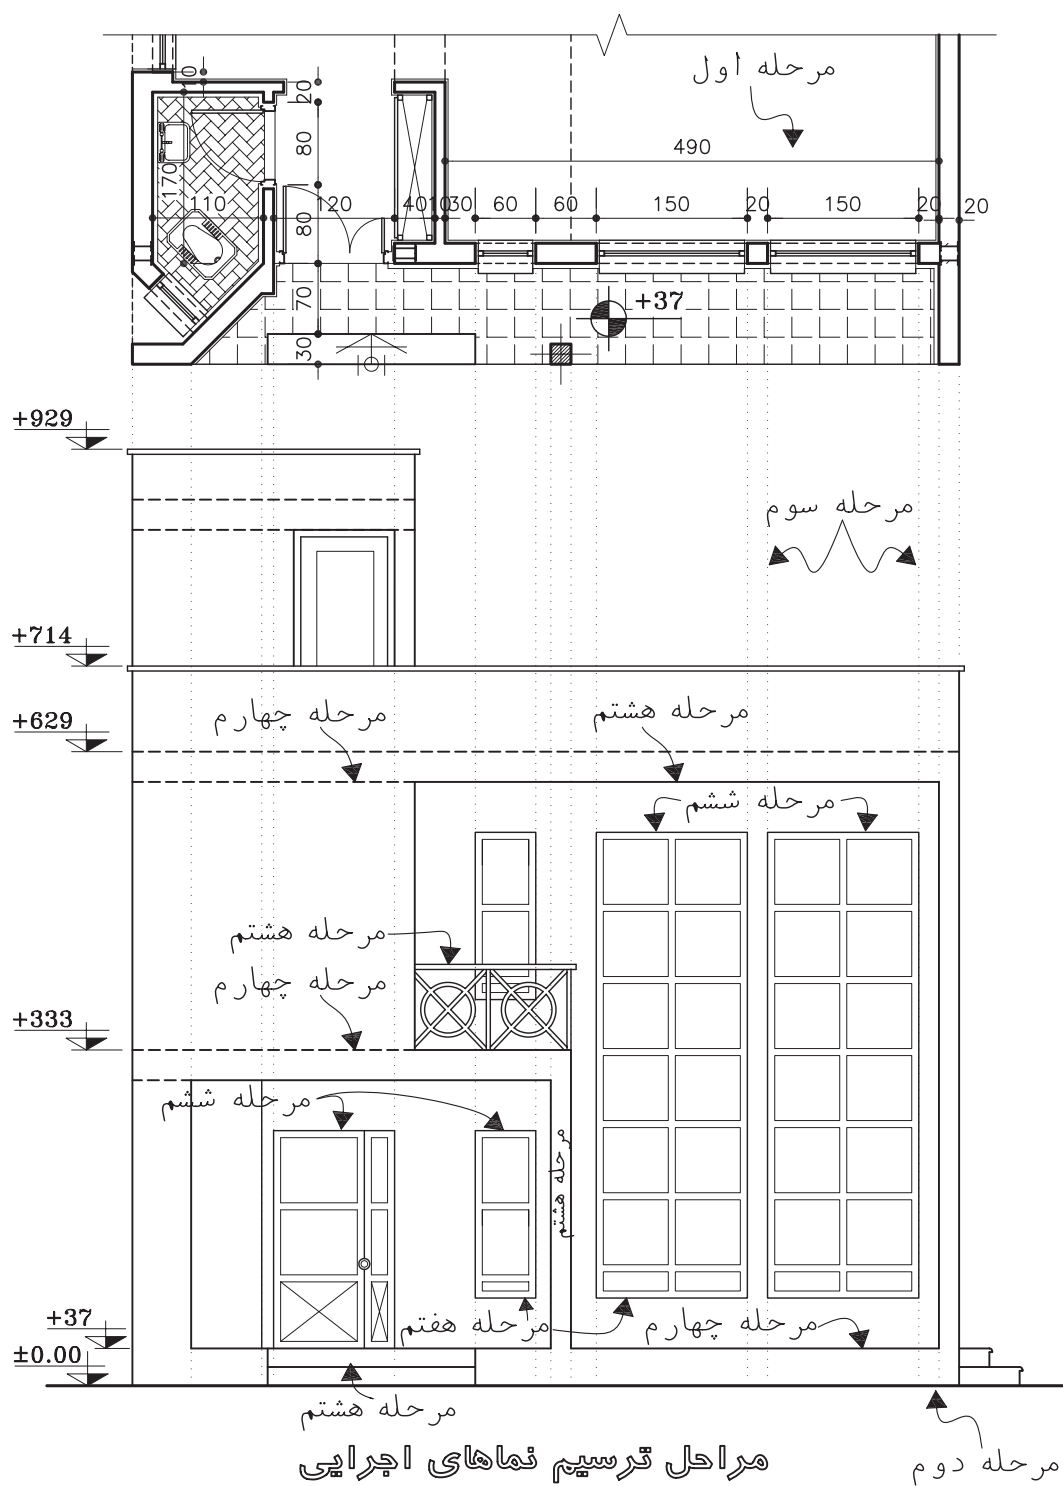 مرحله اول
490
10
20
80
170
110
120
40
10
30
60
60
150
20
150
20
20
80
70
+37
30
+929
مرحله سوم
+714
+629
مرحله چهارم
مرحله هشتم
مرحله ششم
مرحله هشتم
مرحله چهارم
+333
مرحله ششم
مرحله هشتم
+37
مرحله هفتم
مرحله چهارم
±0.00
مرحله هشتم
مرحله دوم
مراحل ترسیم نماهای اجرایی